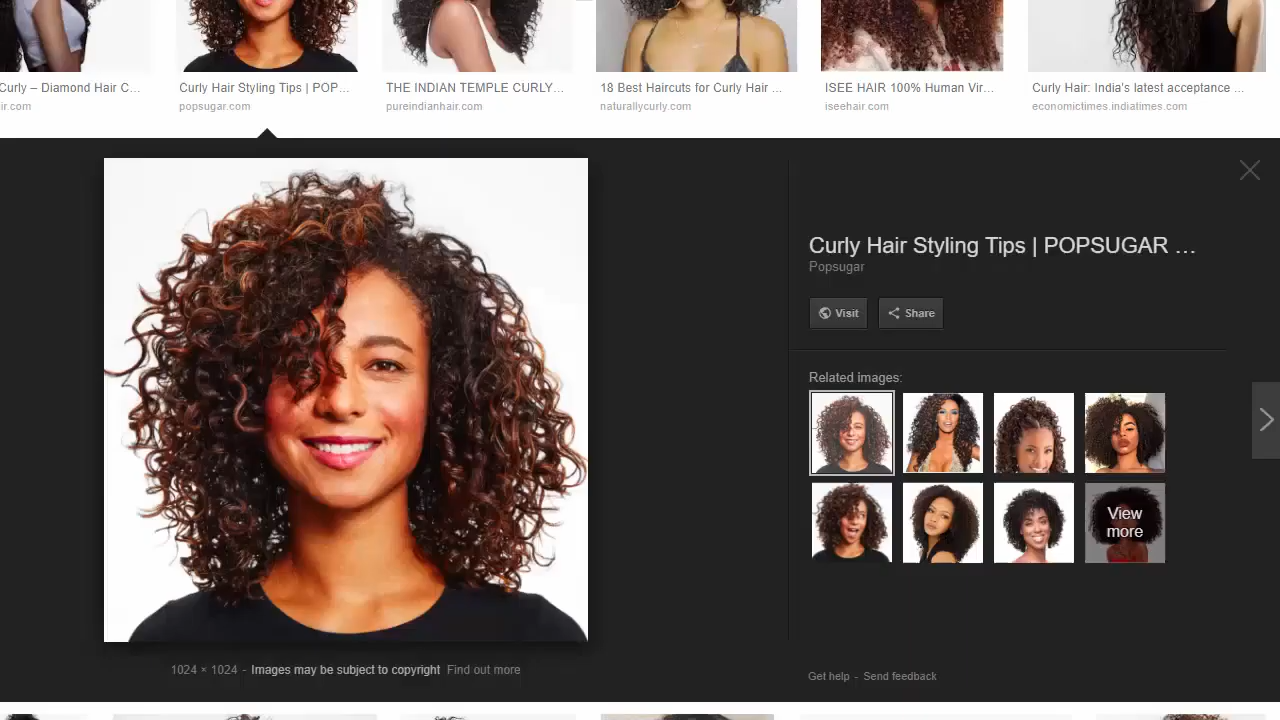 Curly – Diamond Hair C...
ir.com
Curly Hair Styling Tips | POP...
popsugar.com
THE INDIAN TEMPLE CURLY...
pureindianhair.com
18 Best Haircuts for Curly Hair ...
naturallycurly.com
ISEE HAIR 100% Human Vir...
iseehair.com
Curly Hair: India's latest acceptance ...
economictimes.indiatimes.com
Curly Hair Styling Tips | POPSUGAR ...
Popsugar
Visit
Share
Related images:
View
more
1024 × 1024 - Images may be subject to copyright Find out more
Get help - Send feedback